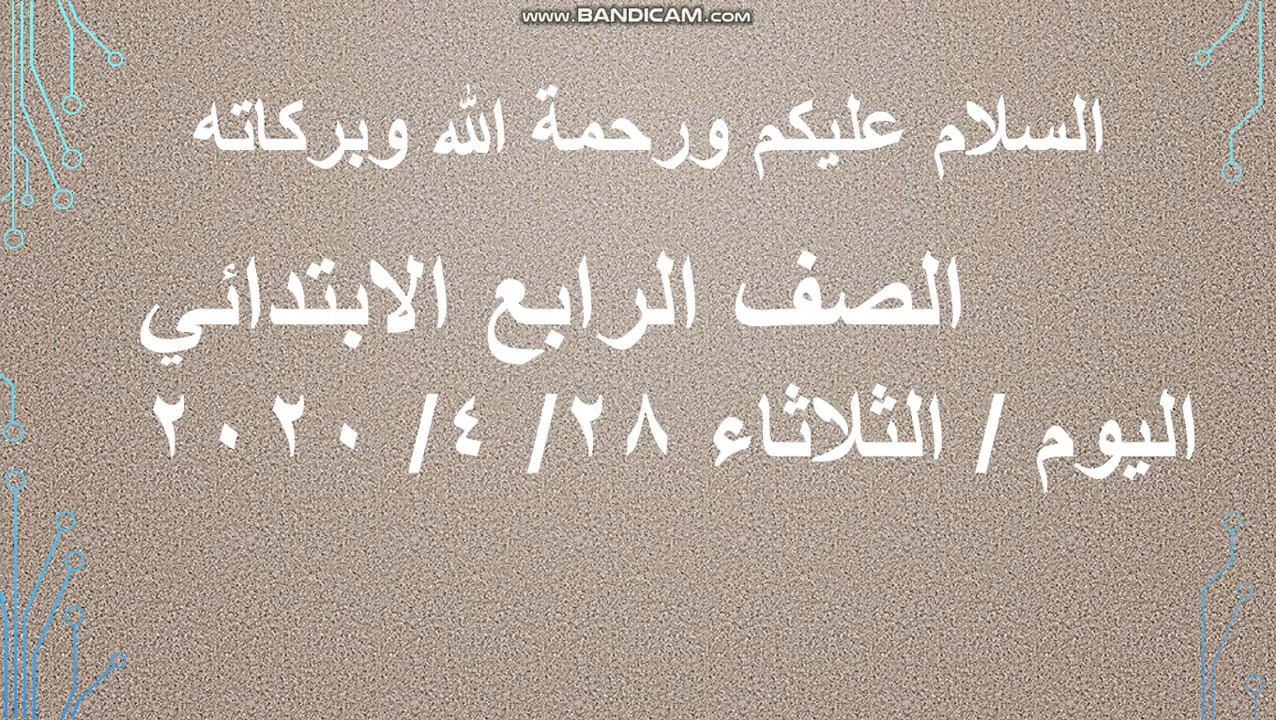 www.BANDICAM.com
السلام عليكم ورحمة الله وبركاته
الصف الرابع الابتدائي
اليوم / الثلاثاء ٢٨/ ٤/ ٢٠٢٠